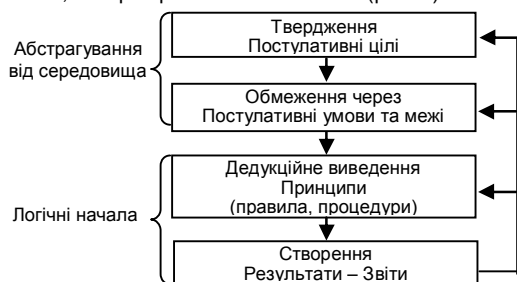 Твердження
Постулативні цілі
Абстрагування
від середовища
Обмеження через
Постулативні умови та межі
Дедукційне виведення
Принципи
(правила, процедури)
Логічні начала
Створення
Результати – Звіти